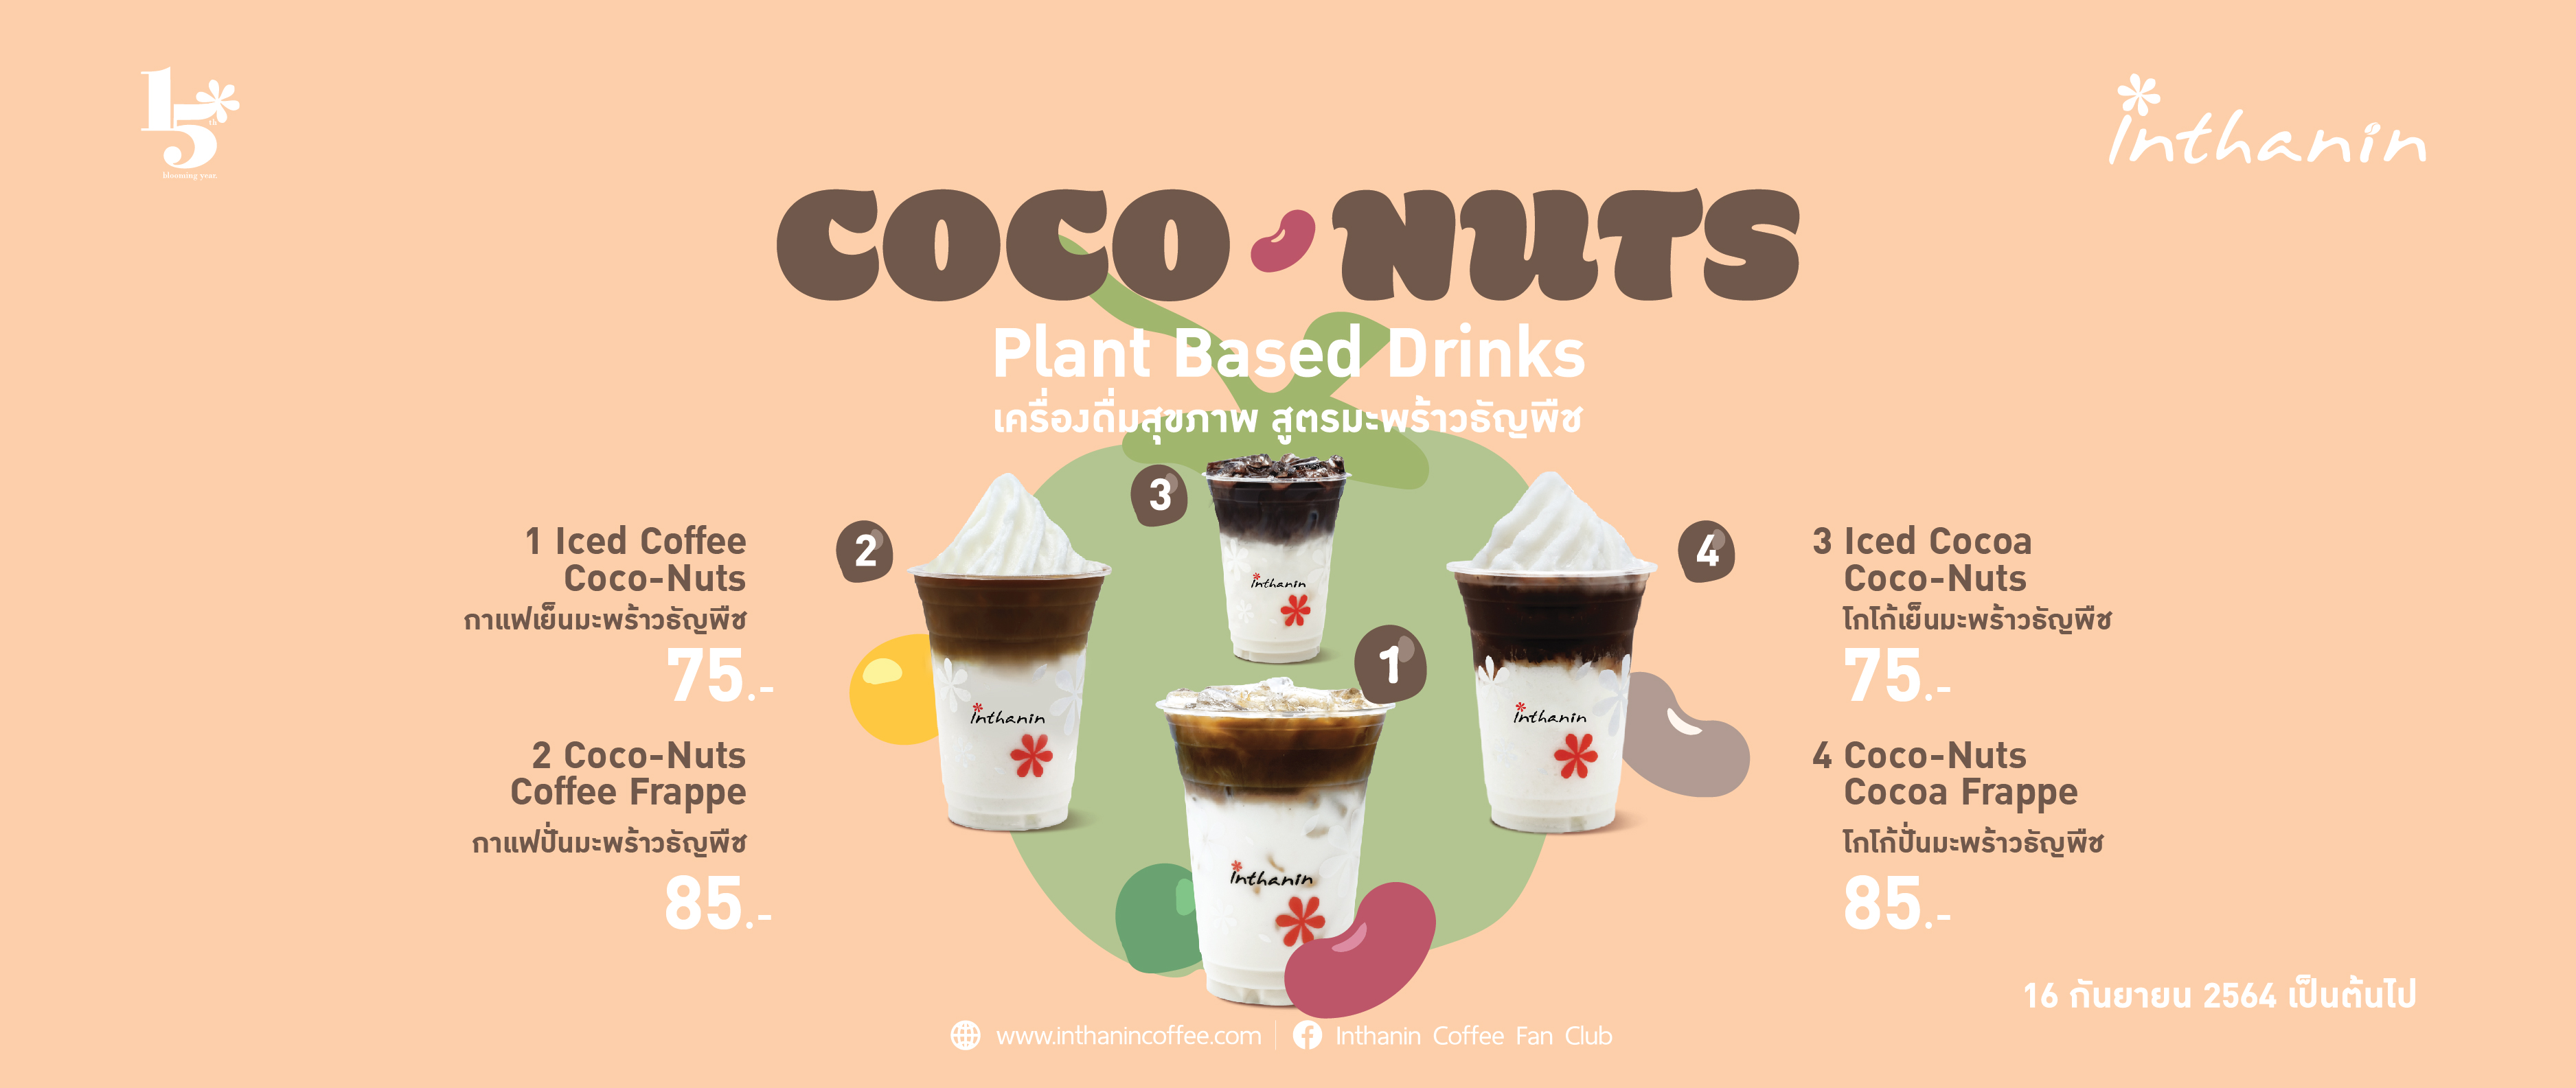 15th
blooming year
inthanin
COCO NUTS
Plant Based Drinks
เครื่องดื่มสุขภาพ สูตรมะพร้าวธัญพืช
3
2
4
1
1 Iced Coffee
Coco-Nuts
กาแฟเย็นมะพร้าวธัญพืช
75.-
2 Coco-Nuts
Coffee Frappe
กาแฟปั่นมะพร้าวธัญพืช
85.-
inthanin
inthanin
inthanin
inthanin
3 Iced Cocoa
Coco-Nuts
โกโก้เย็นมะพร้าวธัญพืช
75.-
4 Coco-Nuts
Cocoa Frappe
โกโก้ปั่นมะพร้าวธัญพืช
85.-
16 กันยายน 2564 เป็นต้นไป
www.inthanincoffee.com | Inthanin Coffee Fan Club